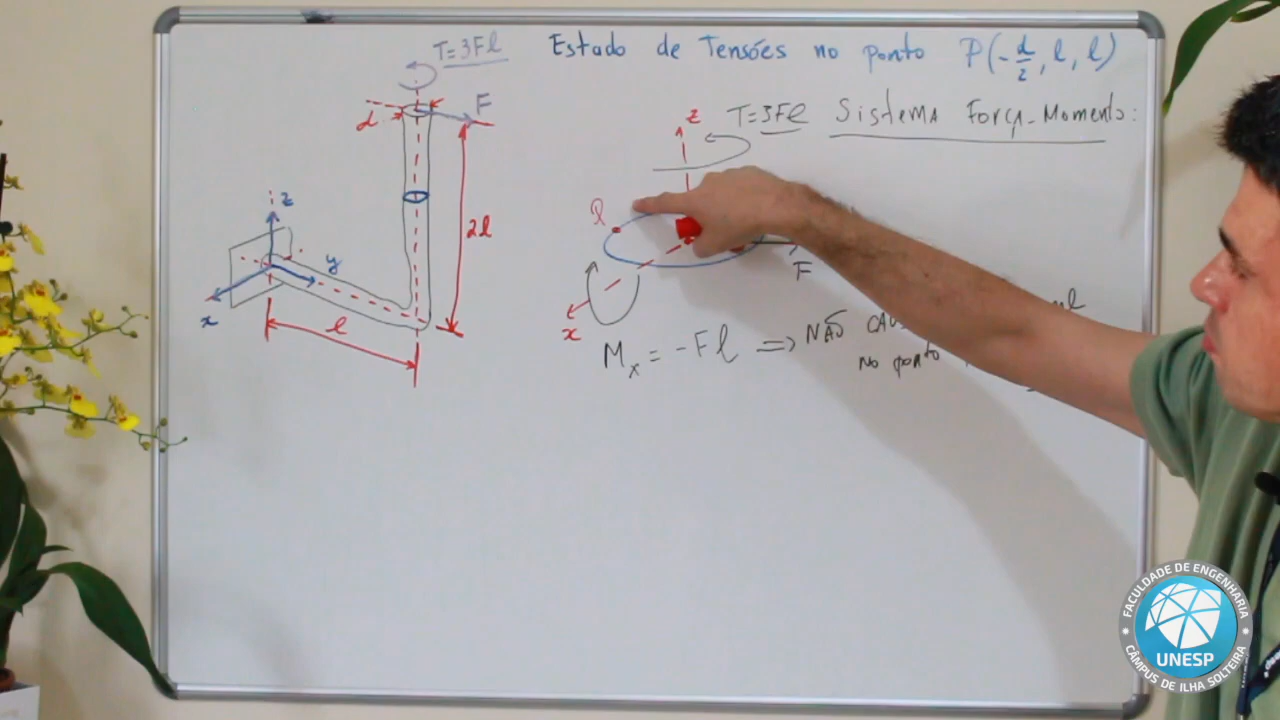 Estado de Tensões no ponto P(-d/2, l, l)
T=3Fl
F
d
2l
z
y
x
l
T=3Fl Sistema Força-Momento:
z
F
x
Mx = -Fl => NÃO
no ponto
FACULDADE DE ENGENHARIA
UNESP
CÂMPUS DE ILHA SOLTEIRA